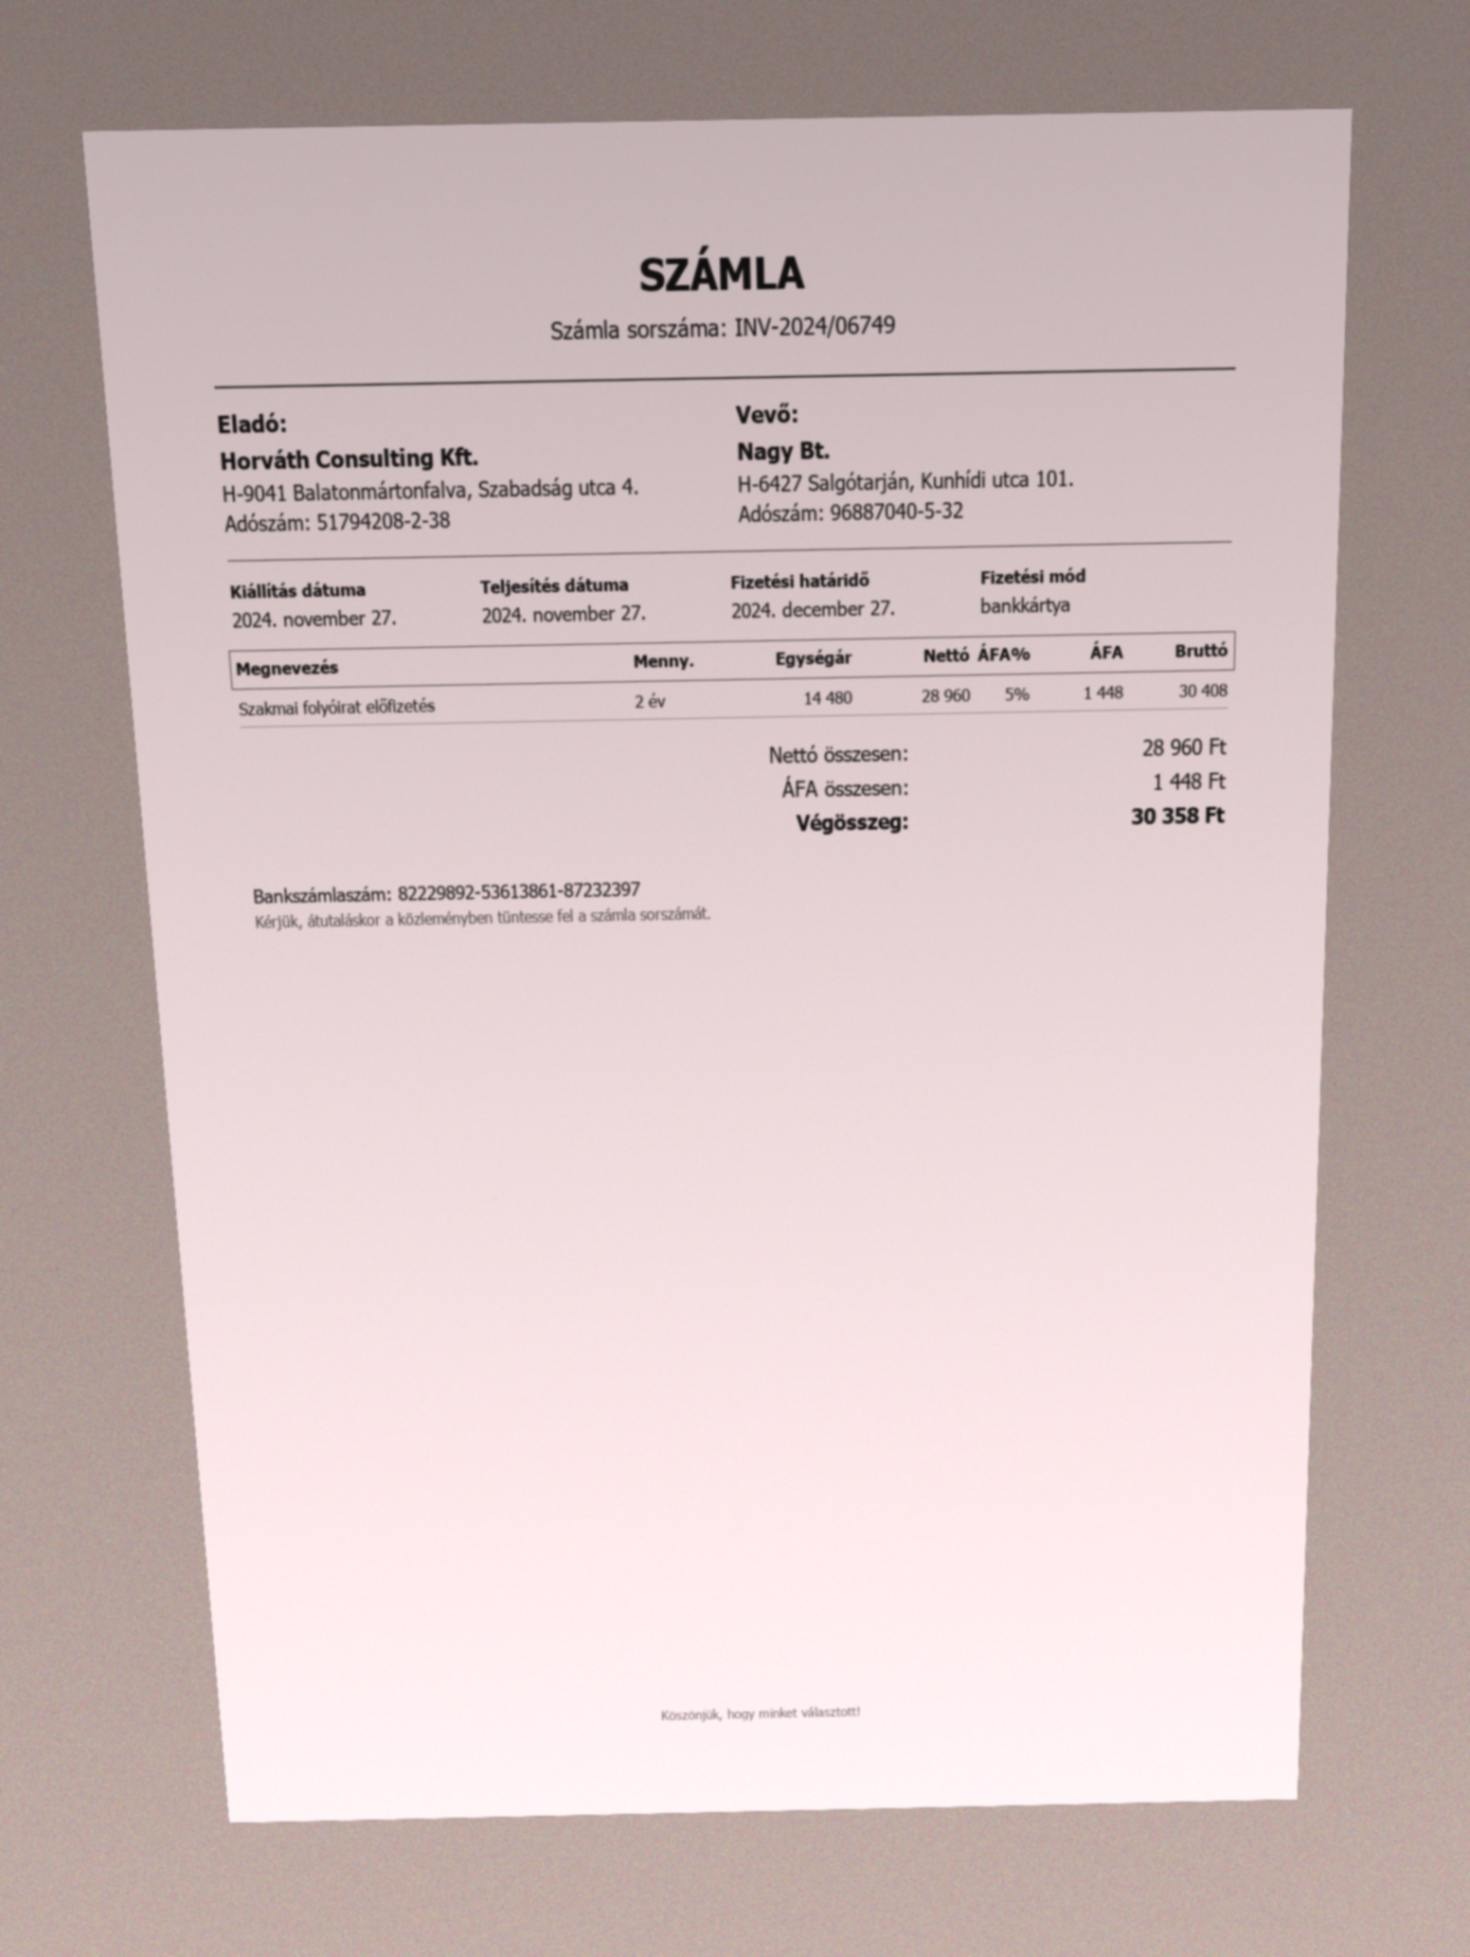 SZÁMLA
Számla sorszáma: INV-2024/06749
Eladó:
Horváth Consulting Kft.
H-9041 Balatonmártonfalva, Szabadság utca 4.
Adószám: 51794208-2-38
Vevő:
Nagy Bt.
H-6427 Salgótarján, Kunhídi utca 101.
Adószám: 96887040-5-32
Kiállítás dátuma Teljesítés dátuma Fizetési határidő Fizetési mód
2024. november 27. 2024. november 27. 2024. december 27. bankkártya
Megnevezés Menny. Egységár Nettó ÁFA% ÁFA Bruttó
Szakmai folyóirat előfizetés 2 év 14 480 28 960 5% 1 448 30 408
Nettó összesen: 28 960 Ft
ÁFA összesen: 1 448 Ft
Végösszeg: 30 358 Ft
Bankszámlaszám: 82229892-53613861-87232397
Kérjük, átutaláskor a közleményben tüntesse fel a számla sorszámát.
Köszönjük, hogy minket választott!